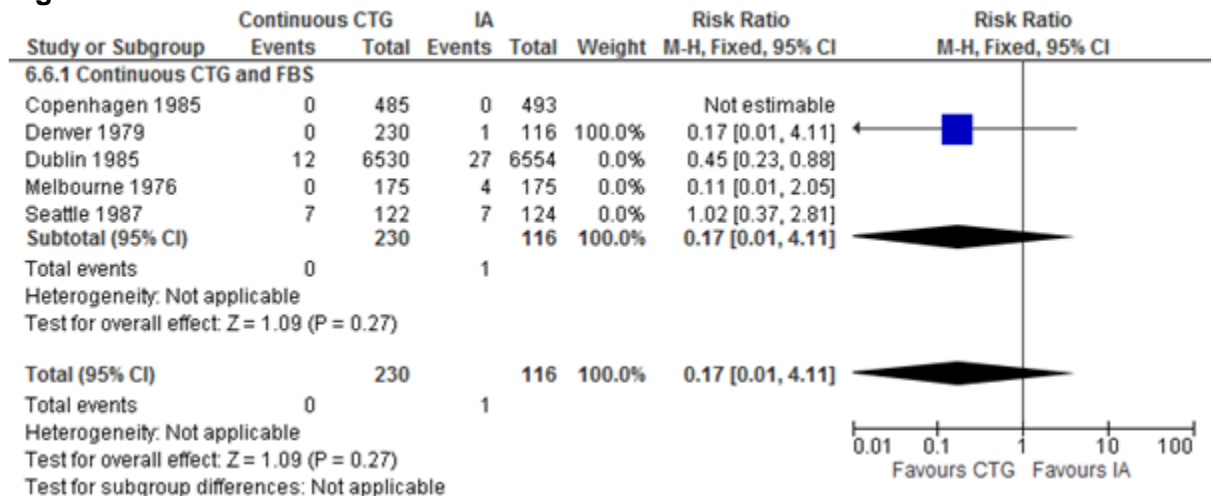 Continuous CTG IA Risk Ratio Risk Ratio
Study or Subgroup Events Total Events Total Weight M-H, Fixed, 95% CI M-H, Fixed, 95% CI
6.6.1 Continuous CTG and FBS
Copenhagen 1985 0 485 0 493 Not estimable
Denver 1979 0 230 1 116 100.0% 0.17 [0.01, 4.11]
Dublin 1985 12 6530 27 6554 0.0% 0.45 [0.23, 0.88]
Melbourne 1976 0 175 4 175 0.0% 0.11 [0.01, 2.05]
Seattle 1987 7 122 7 124 0.0% 1.02 [0.37, 2.81]
Subtotal (95% CI) 230 116 100.0% 0.17 [0.01, 4.11]
Total events 0 1
Heterogeneity: Not applicable
Test for overall effect: Z = 1.09 (P = 0.27)
Total (95% CI) 230 116 100.0% 0.17 [0.01, 4.11]
Total events 0 1
Heterogeneity: Not applicable
Test for overall effect: Z = 1.09 (P = 0.27)
Test for subgroup differences: Not applicable
0.01 0.1 1 10 100
Favours CTG Favours IA